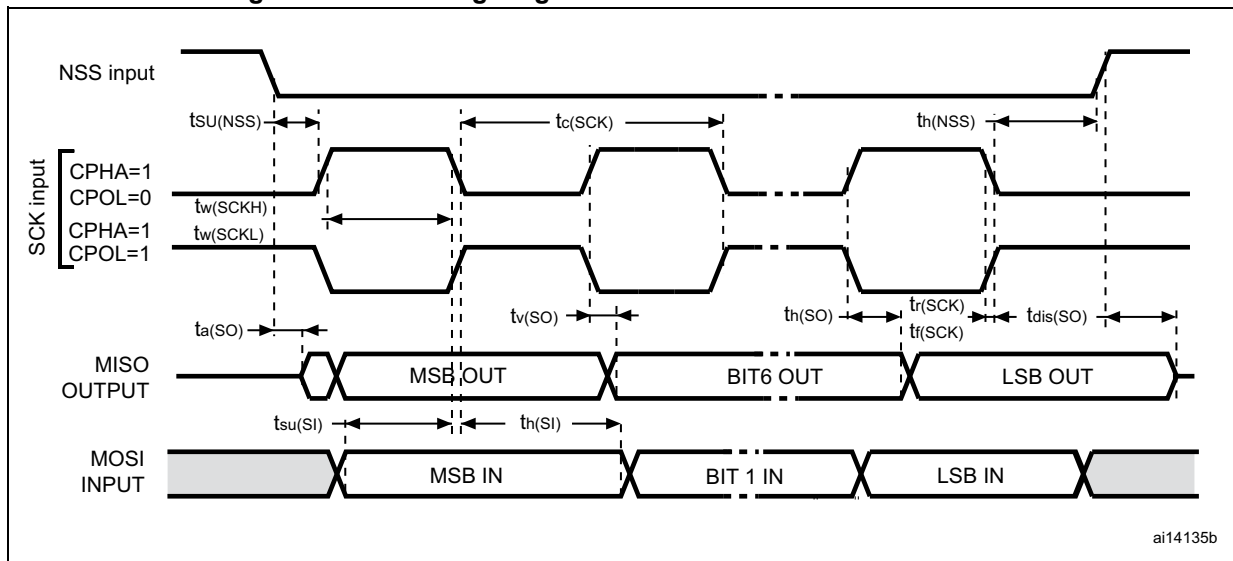 NSS input
tSU(NSS)
tc(SCK)
th(NSS)
SCK input
CPHA=1
CPOL=0
tw(SCKH)
CPHA=1
tw(SCKL)
CPOL=1
ta(SO)
tv(SO)
th(SO)
tr(SCK)
tf(SCK)
tdis(SO)
MISO
OUTPUT
MSB OUT
BIT6 OUT
LSB OUT
tsu(SI)
th(SI)
MOSI
INPUT
MSB IN
BIT 1 IN
LSB IN
ai14135b